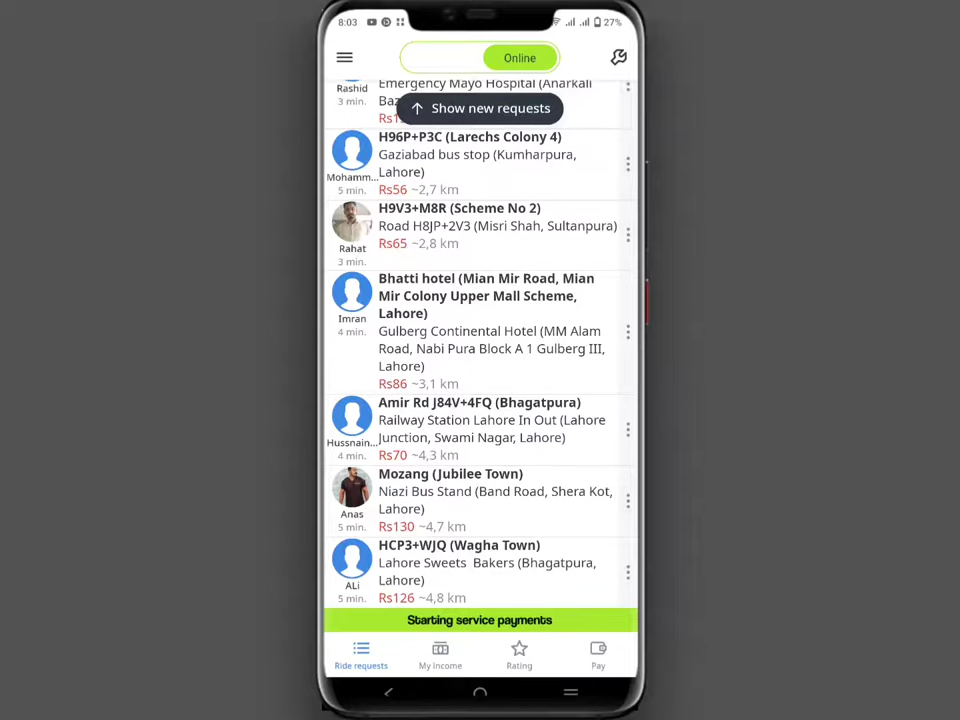 8:03
27%
Online
Rashid
3 min.
Emergency Mayo Hospital (Anarkali
Show new requests
Mohamm...
5 min.
H96P+P3C (Larechs Colony 4)
Gaziabad bus stop (Kumharpura,
Lahore)
Rs56 ~2,7 km
Rahat
3 min.
H9V3+M8R (Scheme No 2)
Road H8JP+2V3 (Misri Shah, Sultanpura)
Rs65 ~2,8 km
Imran
4 min.
Bhatti hotel (Mian Mir Road, Mian
Mir Colony Upper Mall Scheme,
Lahore)
Gulberg Continental Hotel (MM Alam
Road, Nabi Pura Block A 1 Gulberg III,
Lahore)
Rs86 ~3,1 km
Hussnain...
4 min.
Amir Rd J84V+4FQ (Bhagatpura)
Railway Station Lahore In Out (Lahore
Junction, Swami Nagar, Lahore)
Rs70 ~4,3 km
Anas
5 min.
Mozang (Jubilee Town)
Niazi Bus Stand (Band Road, Shera Kot,
Lahore)
Rs130 ~4,7 km
ALi
5 min.
HCP3+WJQ (Wagha Town)
Lahore Sweets Bakers (Bhagatpura,
Lahore)
Rs126 ~4,8 km
Starting service payments
Ride requests
My income
Rating
Pay